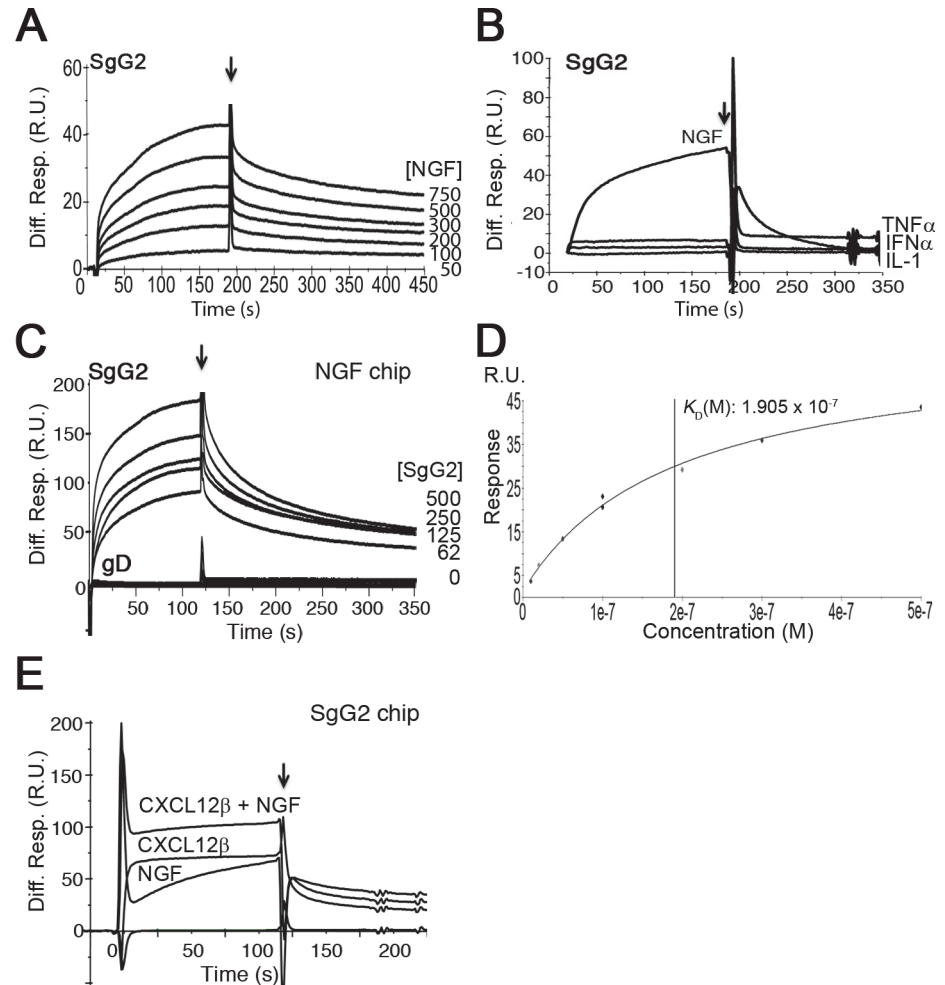 A
SgG2
Diff. Resp. (R.U.)
60
40
20
0
[NGF]
750
500
300
200
100
50
0 50 100 150 200 250 300 350 400 450
Time (s)
B
SgG2
Diff. Resp. (R.U.)
100
80
60
40
20
0
-10
NGF
TNFα
IFNα
IL-1
0 50 100 150 200 250 300 350
Time (s)
C
SgG2
NGF chip
Diff. Resp. (R.U.)
200
150
100
50
0
[SgG2]
500
250
125
62
0
gD
0 50 100 150 200 250 300 350
Time (s)
D
R.U.
Response
45
35
25
15
5
0
K_D(M): 1.905 x 10⁻⁷
0 1e-7 2e-7 3e-7 4e-7 5e-7
Concentration (M)
E
SgG2 chip
Diff. Resp. (R.U.)
200
150
100
50
0
CXCL12β + NGF
CXCL12β
NGF
0 50 100 150 200
Time (s)